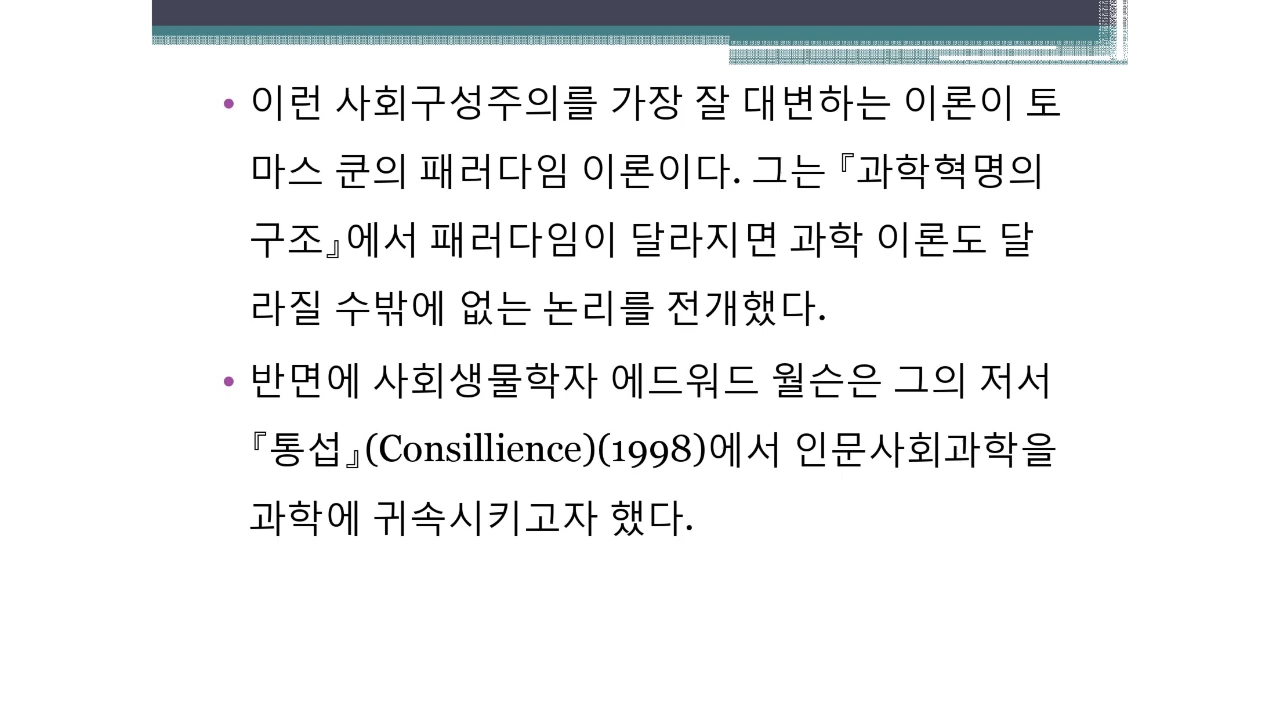 • 이런 사회구성주의를 가장 잘 대변하는 이론이 토
마스 쿤의 패러다임 이론이다. 그는 『과학혁명의
구조』에서 패러다임이 달라지면 과학 이론도 달
라질 수밖에 없는 논리를 전개했다.
• 반면에 사회생물학자 에드워드 윌슨은 그의 저서
『통섭』(Consillience)(1998)에서 인문사회과학을
과학에 귀속시키고자 했다.